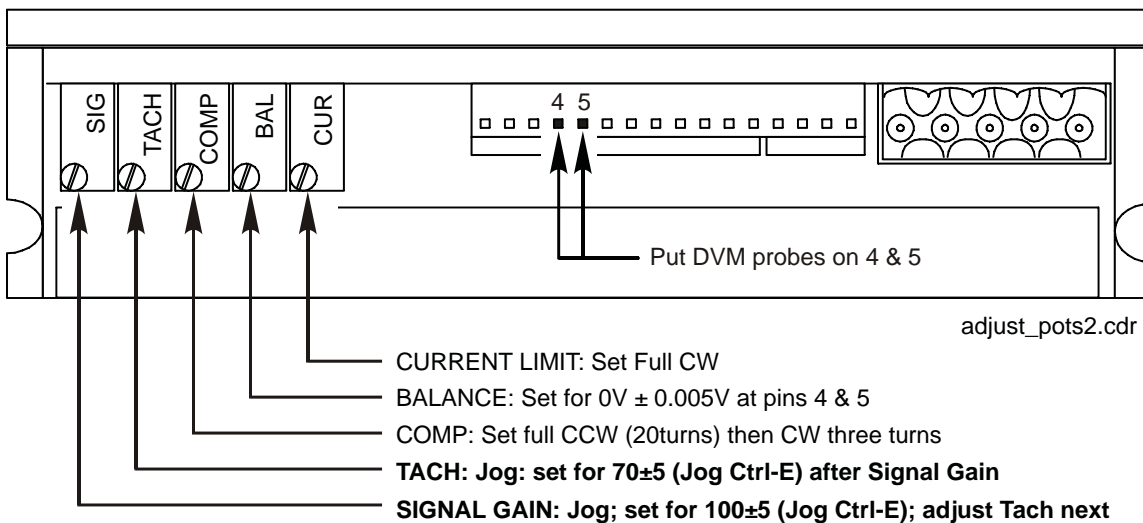 SIG
TACH
COMP
BAL
CUR
4 5
Put DVM probes on 4 & 5
adjust_pots2.cdr
CURRENT LIMIT: Set Full CW
BALANCE: Set for 0V ± 0.005V at pins 4 & 5
COMP: Set full CCW (20turns) then CW three turns
TACH: Jog: set for 70±5 (Jog Ctrl-E) after Signal Gain
SIGNAL GAIN: Jog; set for 100±5 (Jog Ctrl-E); adjust Tach next